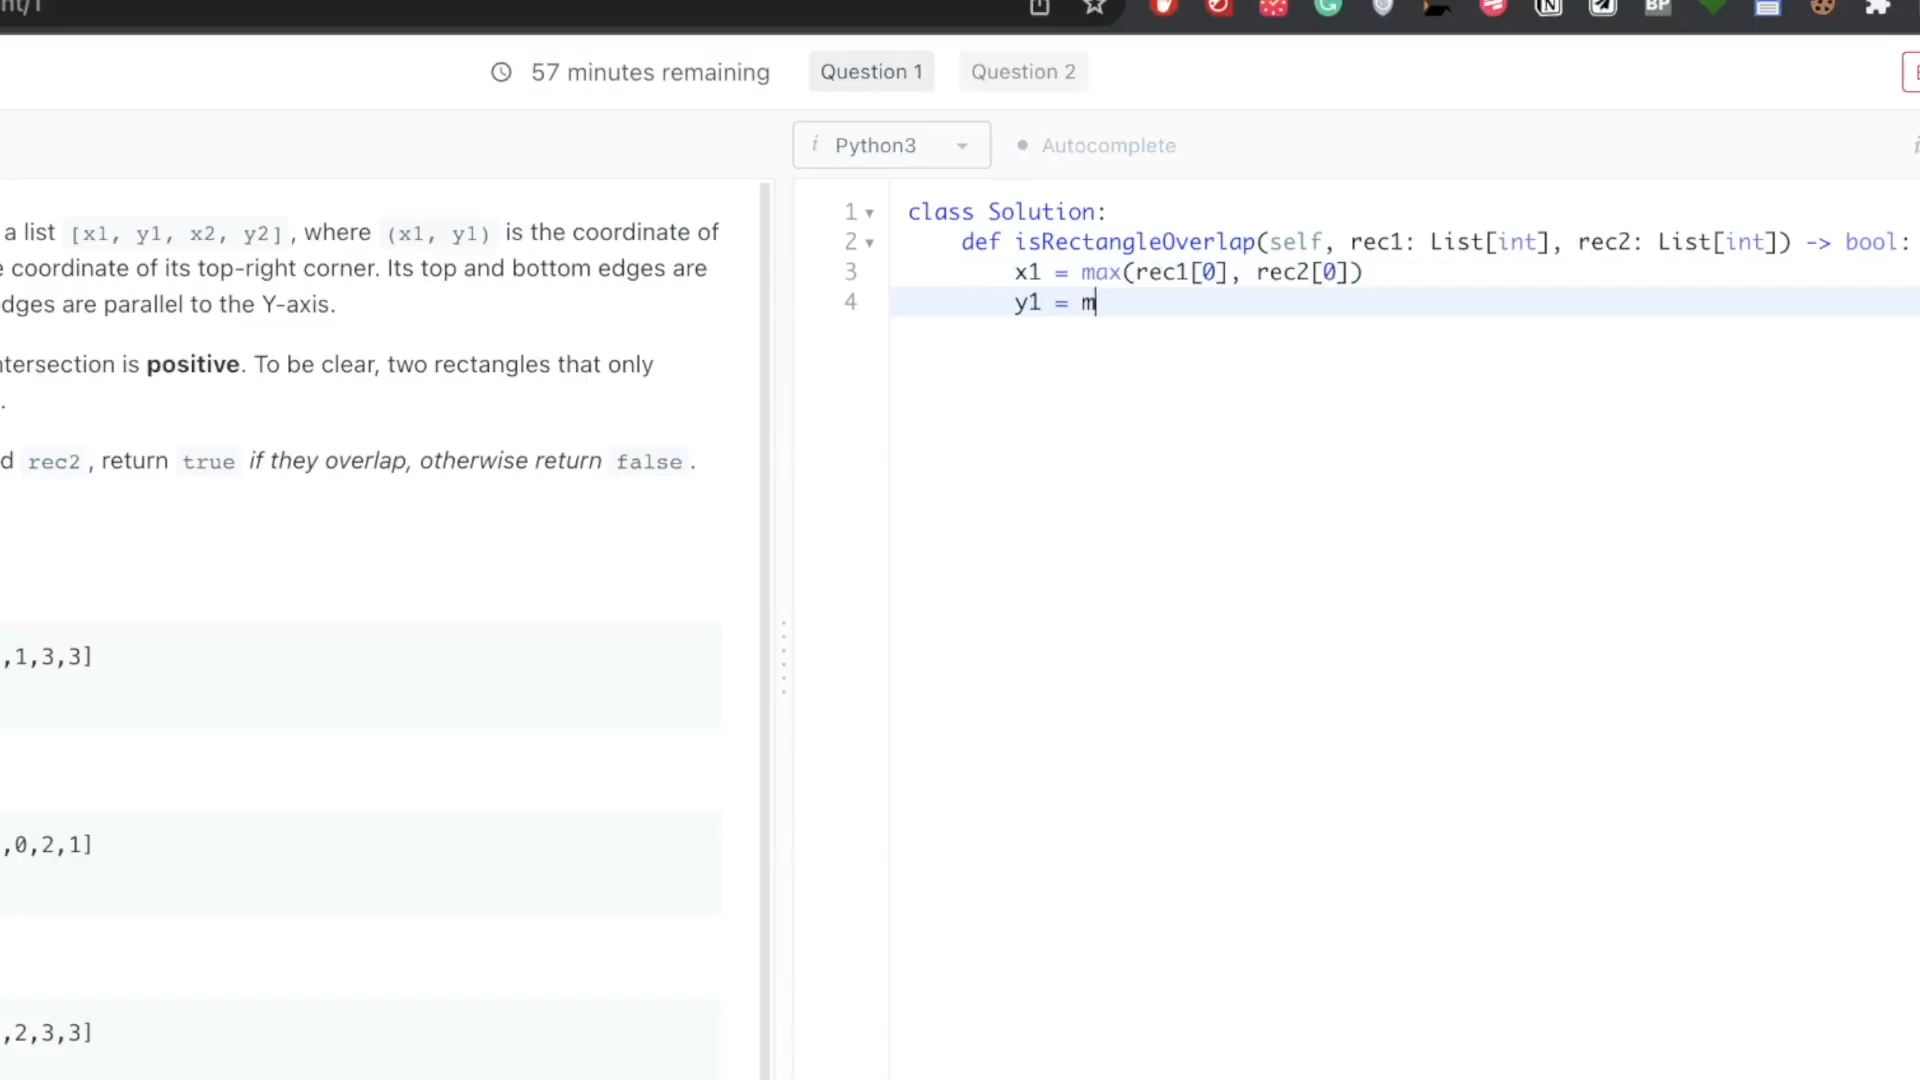 57 minutes remaining
Question 1
Question 2
Python3
Autocomplete
a list [x1, y1, x2, y2], where (x1, y1) is the coordinate of
coordinate of its top-right corner. Its top and bottom edges are
dges are parallel to the Y-axis.
ntersection is positive. To be clear, two rectangles that only
.
d rec2, return true if they overlap, otherwise return false.
,1,3,3]
,0,2,1]
,2,3,3]
1 class Solution:
2 def isRectangleOverlap(self, rec1: List[int], rec2: List[int]) -> bool:
3 x1 = max(rec1[0], rec2[0])
4 y1 = m
BP